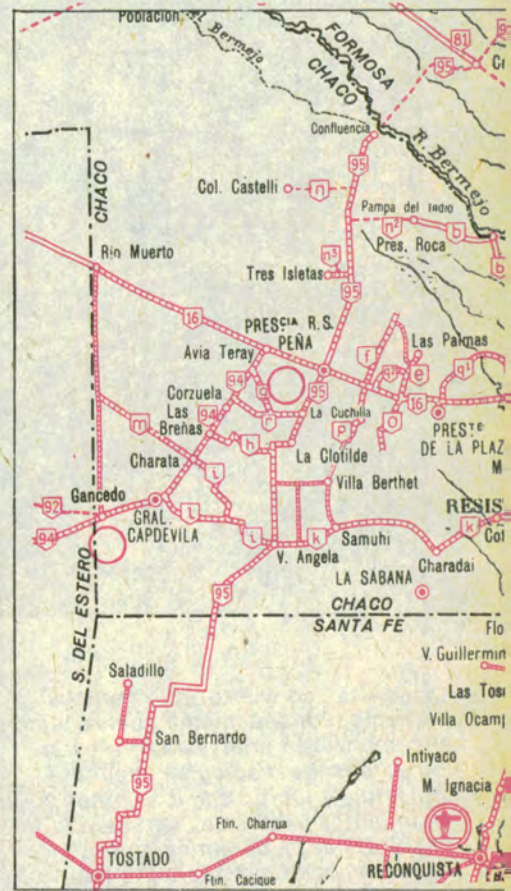 Población
R. Bermejo
FORMOSA
CHACO
81
95
Confluencia
R. Bermejo
95
Col. Castelli
n
Pampa del Indio
n²
b
Pres. Roca
b
CHACO
Rio Muerto
n³
Tres Isletas
95
16
PRESCIA R.S.
PEÑA
Avia Teray
Las Palmas
f
e
q¹
94
95
Corzuela
16
Las
Breñas
94
r
La Cuchilla
p
O
PRESTE
DE LA PLAZ
M
m
h
La Clotilde
Charata
i
Villa Berthet
92
Gancedo
GRAL.
CAPDEVILA
l
RESIS
94
i
k
Samuhi
k
V. Angela
Charadai
S. DEL ESTERO
95
LA SABANA
CHACO
SANTA FE
Flo
V. Guillermin
Saladillo
Las Tos
Villa Ocamp
San Bernardo
Intiyaco
95
M. Ignacia
Ftin. Charrua
TOSTADO
RECONQUISTA
Ftin. Cacique